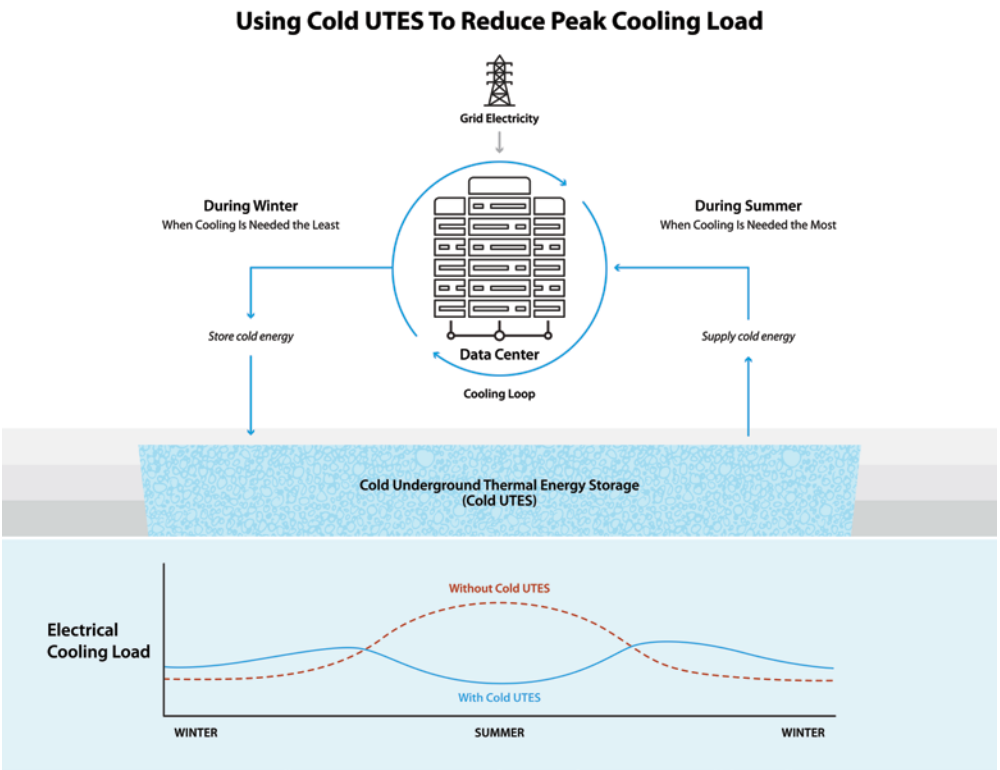 Using Cold UTES To Reduce Peak Cooling Load
Grid Electricity
During Winter
When Cooling Is Needed the Least
During Summer
When Cooling Is Needed the Most
Store cold energy
Supply cold energy
Data Center
Cooling Loop
Cold Underground Thermal Energy Storage
(Cold UTES)
Without Cold UTES
Electrical
Cooling Load
With Cold UTES
WINTER
SUMMER
WINTER